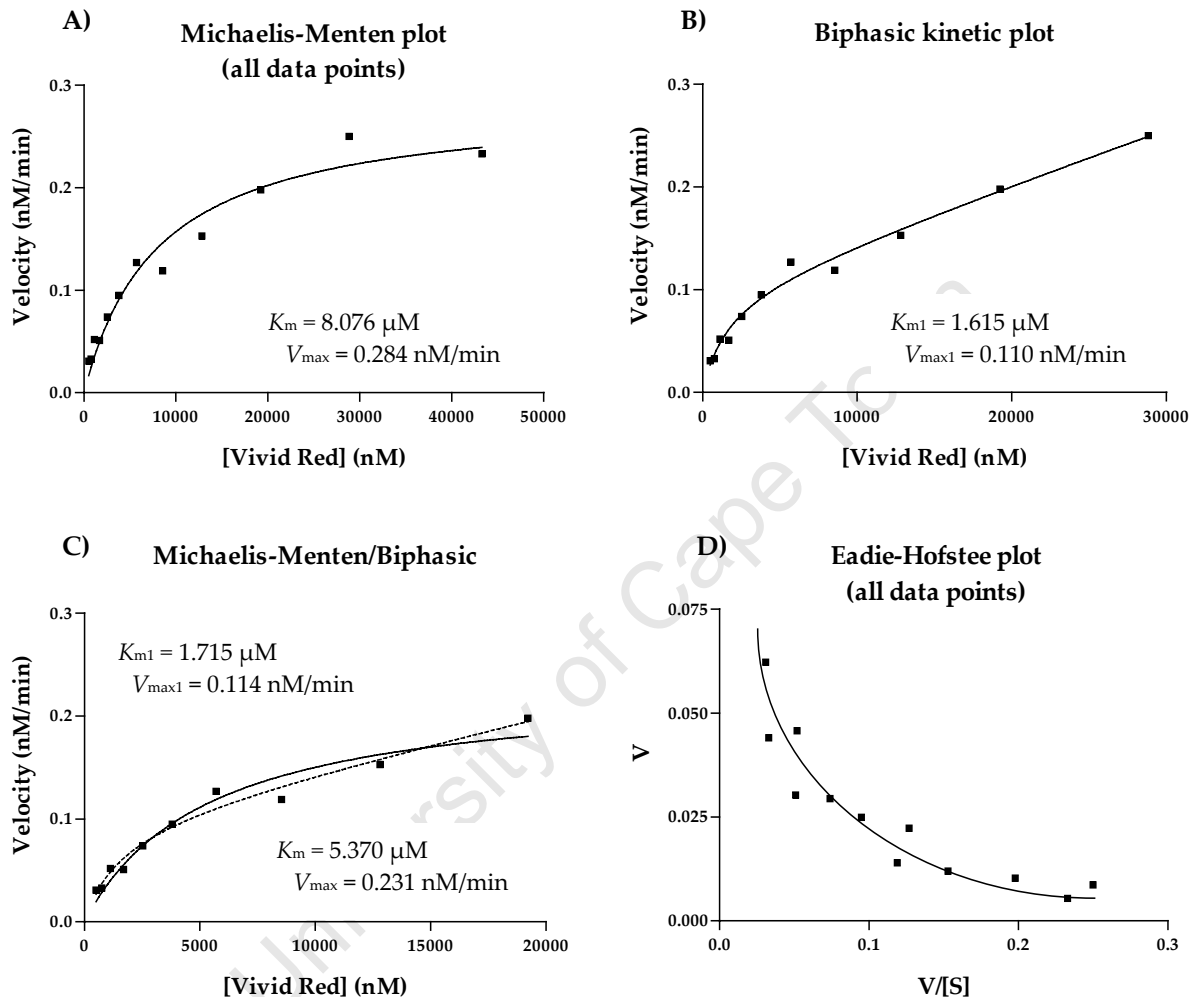 A)
Michaelis-Menten plot
(all data points)
0.3
0.2
0.1
0.0
Velocity (nM/min)
Km = 8.076 µM
Vmax = 0.284 nM/min
0
10000
20000
30000
40000
50000
[Vivid Red] (nM)
B)
Biphasic kinetic plot
0.3
0.2
0.1
0.0
Velocity (nM/min)
Km1 = 1.615 µM
Vmax1 = 0.110 nM/min
0
10000
20000
30000
[Vivid Red] (nM)
C)
Michaelis-Menten/Biphasic
0.3
0.2
0.1
0.0
Velocity (nM/min)
Km1 = 1.715 µM
Vmax1 = 0.114 nM/min
Km = 5.370 µM
Vmax = 0.231 nM/min
0
5000
10000
15000
20000
[Vivid Red] (nM)
D)
Eadie-Hofstee plot
(all data points)
0.075
0.050
0.025
0.000
V
0.0
0.1
0.2
0.3
V/[S]
University of Cape To